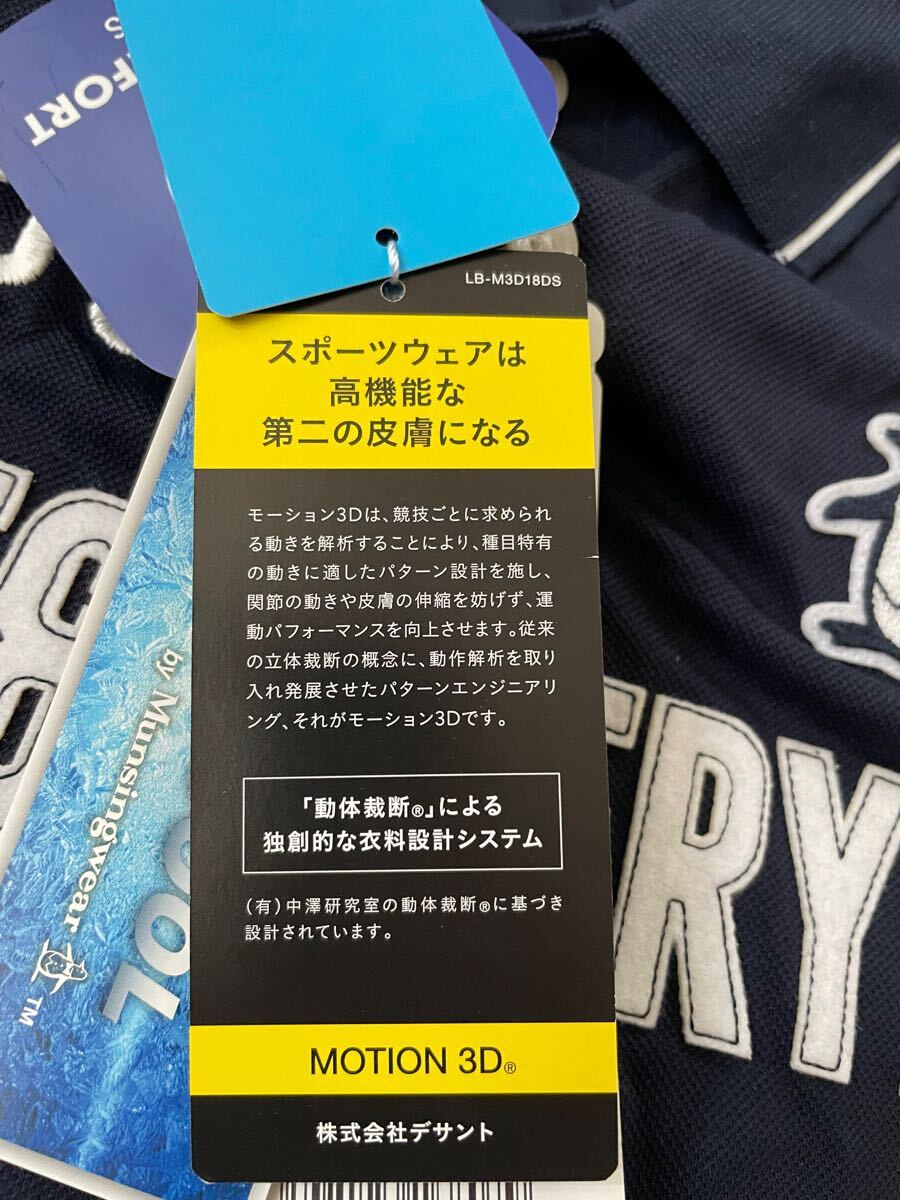 FORT
S
LB-M3D18DS
スポーツウェアは
高機能な
第二の皮膚になる
モーション3Dは、競技ごとに求められ
る動きを解析することにより、種目特有
の動きに適したパターン設計を施し、
関節の動きや皮膚の伸縮を妨げず、運
動パフォーマンスを向上させます。従来
の立体裁断の概念に、動作解析を取り
入れ発展させたパターンエンジニアリ
ング、それがモーション3Dです。
「動体裁断®」による
独創的な衣料設計システム
(有)中澤研究室の動体裁断®に基づき
設計されています。
MOTION 3D®
株式会社デサント
by Munsingwear
TM
OOL
TRY